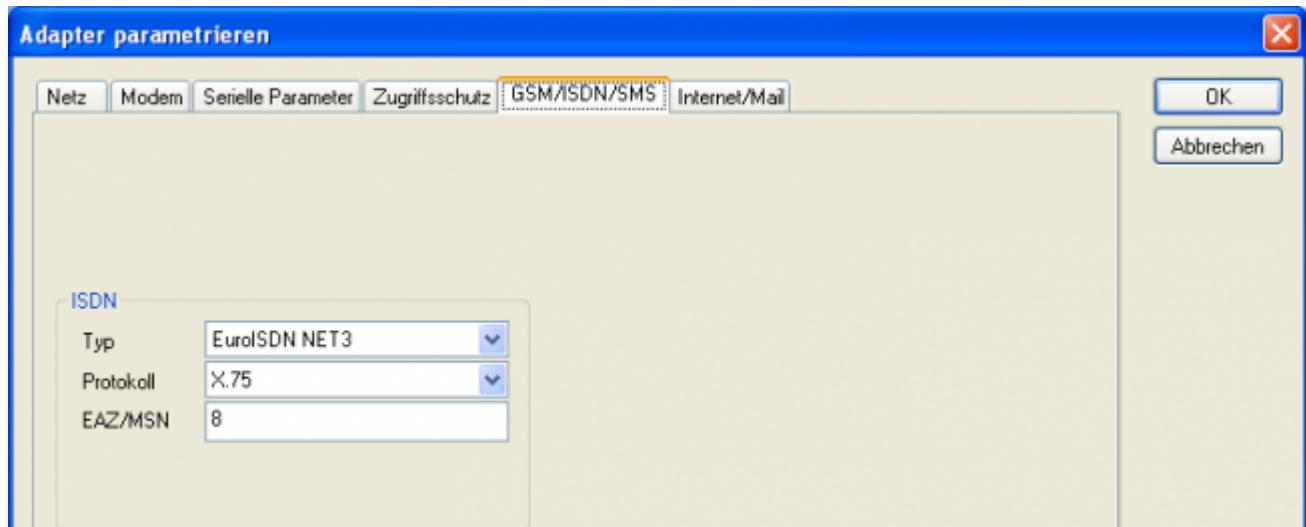 Adapter parametrieren
Netz Modem Serielle Parameter Zugriffsschutz GSM/ISDN/SMS Internet/Mail
OK
Abbrechen
ISDN
Typ EuroISDN NET3
Protokoll X.75
EAZ/MSN 8